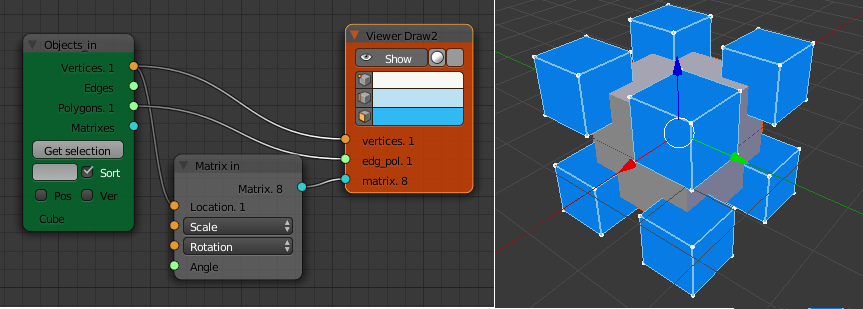 Objects_in
Vertices. 1
Edges
Polygons. 1
Matrixes
Get selection
Sort
Pos Ver
Cube
Matrix in
Matrix. 8
Location. 1
Scale
Rotation
Angle
Viewer Draw2
Show
vertices. 1
edg_pol. 1
matrix. 8